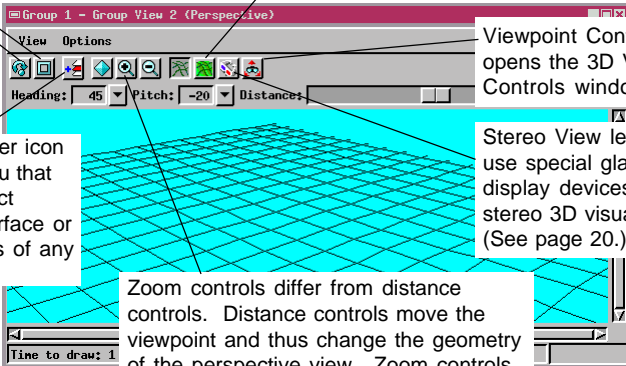 Group 1 - Group View 2 (Perspective)
View Options
Heading: 45 Pitch: -20 Distance:
Viewpoint Con
opens the 3D V
Controls windo
Stereo View le
use special gla
display devices
stereo 3D visua
(See page 20.)
er icon
u that
ct
rface or
s of any
Zoom controls differ from distance
controls. Distance controls move the
viewpoint and thus change the geometry
of the perspective view. Zoom controls
Time to draw: 1